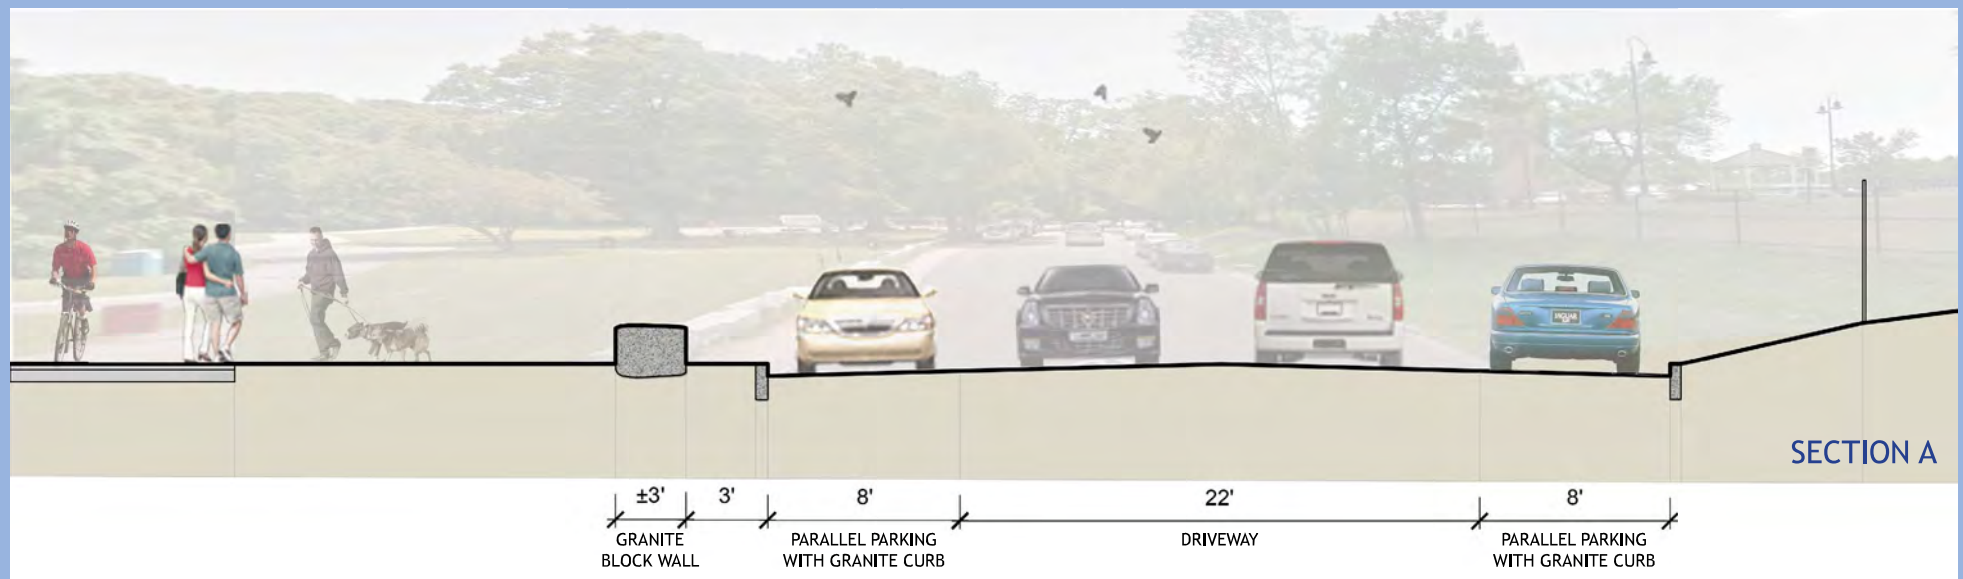 SECTION A
±3'
3'
8'
22'
8'
GRANITE
BLOCK WALL
PARALLEL PARKING
WITH GRANITE CURB
DRIVEWAY
PARALLEL PARKING
WITH GRANITE CURB
JAGUAR